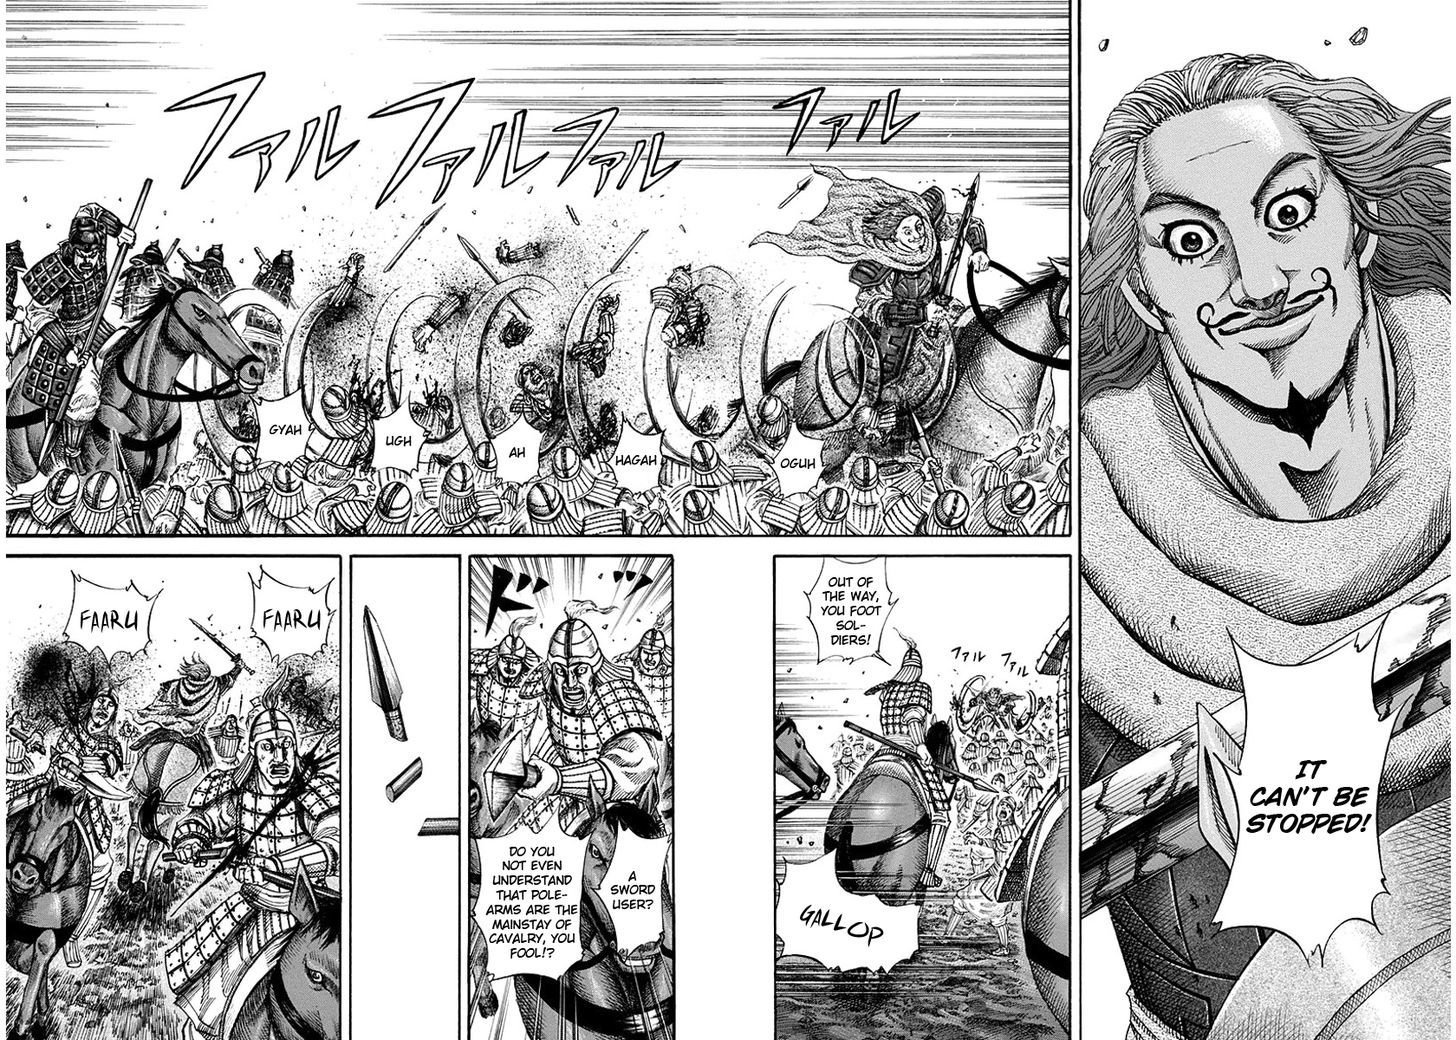 IT
CAN'T BE
STOPPED!
ファル
ファル
ファル
ファル
OGUH
HAGAH
AH
UGH
GYAH
OUT OF
THE WAY,
YOU FOOT
SOL-
DIERS!
ファル
ファル
GALLOP
ドドッ
A
SWORD
USER?
DO YOU
NOT EVEN
UNDERSTAND
THAT POLE-
ARMS ARE THE
MAINSTAY OF
CAVALRY, YOU
FOOL!?
FAARU
FAARU